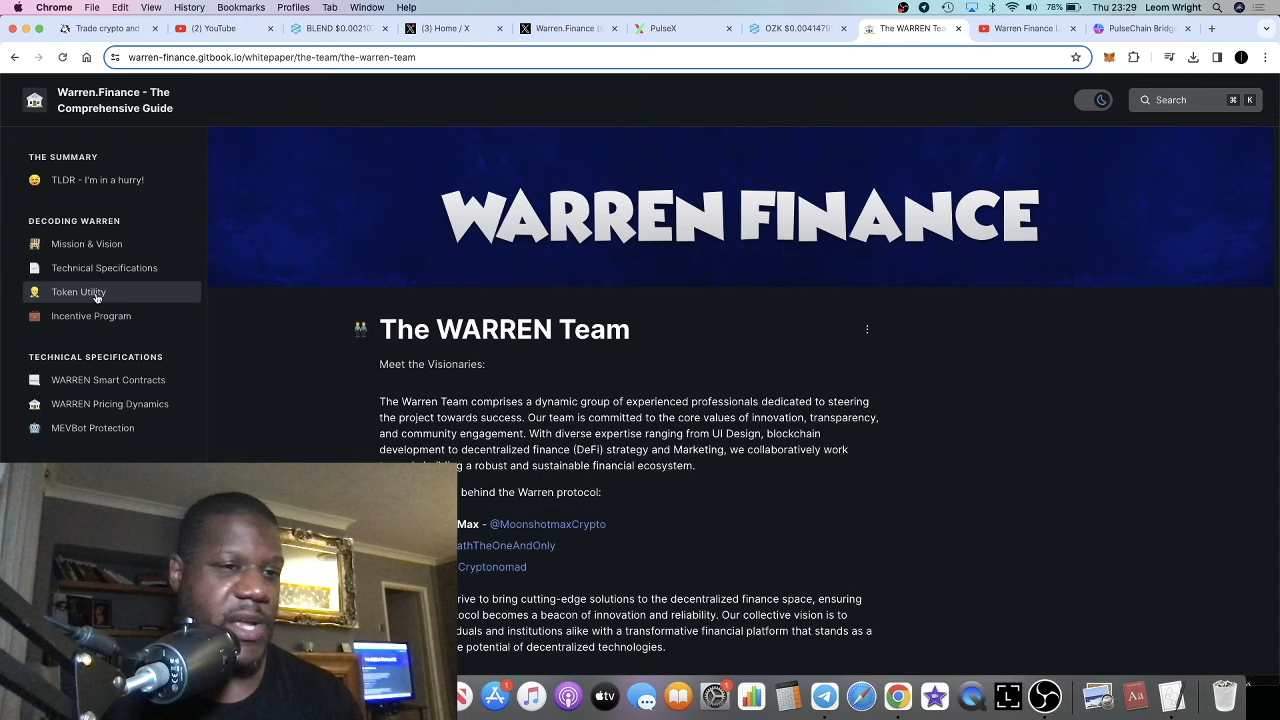 Chrome File Edit View History Bookmarks Profiles Tab Window Help 78% Thu 23:29 Leom Wright
Trade crypto and (2) YouTube BLEND $0.00210 (3) Home / X Warren.Finance ( PulseX OZK $0.0041479 The WARREN Tea Warren Finance L PulseChain Bridg
warren-finance.gitbook.io/whitepaper/the-team/the-warren-team
Warren.Finance - The
Comprehensive Guide
Search ⌘ K
THE SUMMARY
TLDR - I'm in a hurry!
DECODING WARREN
Mission & Vision
Technical Specifications
Token Utility
Incentive Program
TECHNICAL SPECIFICATIONS
WARREN Smart Contracts
WARREN Pricing Dynamics
MEVBot Protection
WARREN FINANCE
The WARREN Team
Meet the Visionaries:
The Warren Team comprises a dynamic group of experienced professionals dedicated to steering
the project towards success. Our team is committed to the core values of innovation, transparency,
and community engagement. With diverse expertise ranging from UI Design, blockchain
development to decentralized finance (DeFi) strategy and Marketing, we collaboratively work
a robust and sustainable financial ecosystem.
behind the Warren protocol:
Max - @MoonshotmaxCrypto
athTheOneAndOnly
Cryptonomad
rive to bring cutting-edge solutions to the decentralized finance space, ensuring
ocol becomes a beacon of innovation and reliability. Our collective vision is to
duals and institutions alike with a transformative financial platform that stands as a
e potential of decentralized technologies.